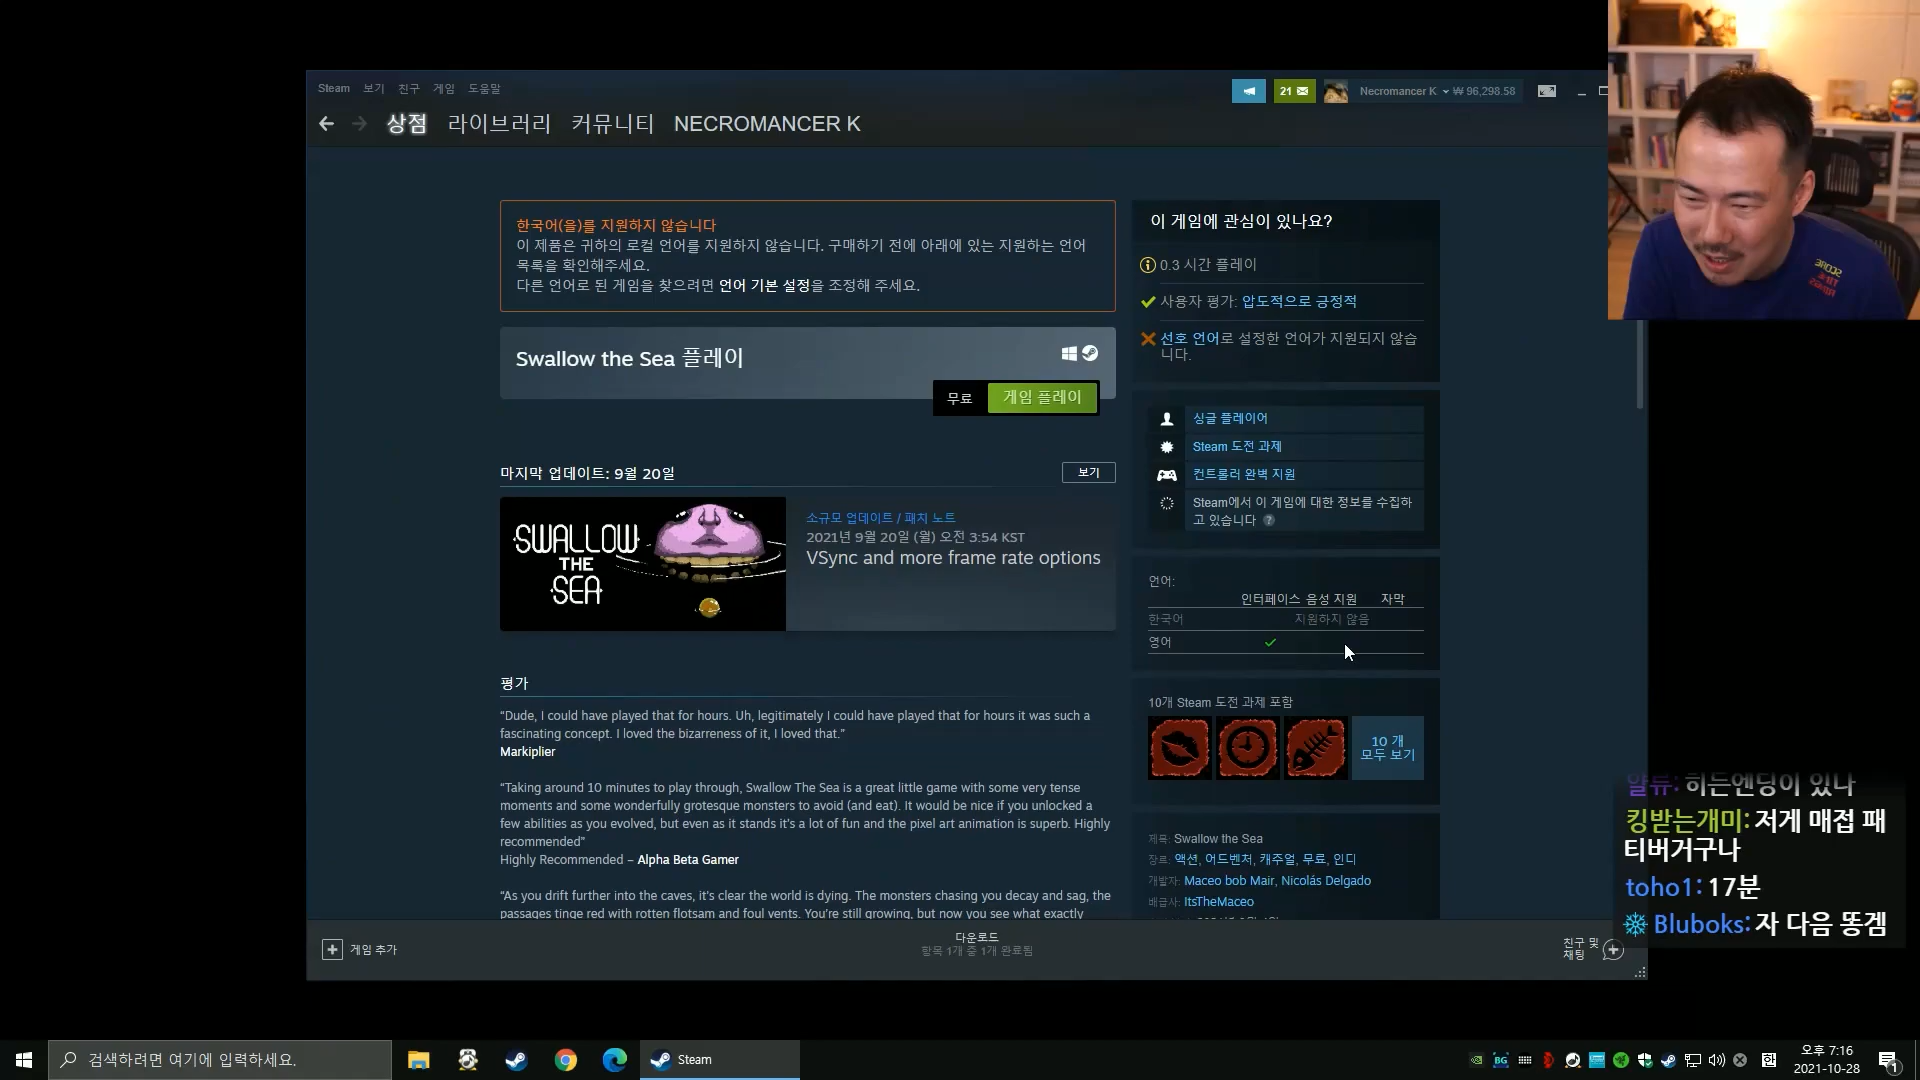 Steam 보기 친구 게임 도움말
21
Necromancer K ₩ 96,298.58
상점 라이브러리 커뮤니티 NECROMANCER K
한국어(을)를 지원하지 않습니다
이 제품은 귀하의 로컬 언어를 지원하지 않습니다. 구매하기 전에 아래에 있는 지원하는 언어
목록을 확인해주세요.
다른 언어로 된 게임을 찾으려면 언어 기본 설정을 조정해 주세요.
Swallow the Sea 플레이
무료 게임 플레이
마지막 업데이트: 9월 20일
보기
SWALLOW
THE
SEA
소규모 업데이트 / 패치 노트
2021년 9월 20일 (월) 오전 3:54 KST
VSync and more frame rate options
평가
“Dude, I could have played that for hours. Uh, legitimately I could have played that for hours it was such a
fascinating concept. I loved the bizarreness of it, I loved that.”
Markiplier
“Taking around 10 minutes to play through, Swallow The Sea is a great little game with some very tense
moments and some wonderfully grotesque monsters to avoid (and eat). It would be nice if you unlocked a
few abilities as you evolved, but even as it stands it's a lot of fun and the pixel art animation is superb. Highly
recommended”
Highly Recommended – Alpha Beta Gamer
“As you drift further into the caves, it's clear the world is dying. The monsters chasing you decay and sag, the
passages tinge red with rotten flotsam and foul vents. You're still growing, but now you see what exactly
이 게임에 관심이 있나요?
0.3 시간 플레이
사용자 평가: 압도적으로 긍정적
선호 언어로 설정한 언어가 지원되지 않습
니다.
싱글 플레이어
Steam 도전 과제
컨트롤러 완벽 지원
Steam에서 이 게임에 대한 정보를 수집하
고 있습니다 ?
언어:
인터페이스 음성 지원 자막
한국어 지원하지 않음
영어
10개 Steam 도전 과제 포함
10 개
모두 보기
제목: Swallow the Sea
장르: 액션, 어드벤처, 캐주얼, 무료, 인디
개발자: Maceo bob Mair, Nicolás Delgado
배급사: ItsTheMaceo
게임 추가
다운로드
항목 1개 중 1개 완료됨
친구 및
채팅
얄류: 히든엔딩이 있나
킹받는개미: 저게 매접 패
티버거구나
toho1: 17분
Bluboks: 자 다음 똥겜
검색하려면 여기에 입력하세요.
Steam
BG
한
오후 7:16
2021-10-28
1